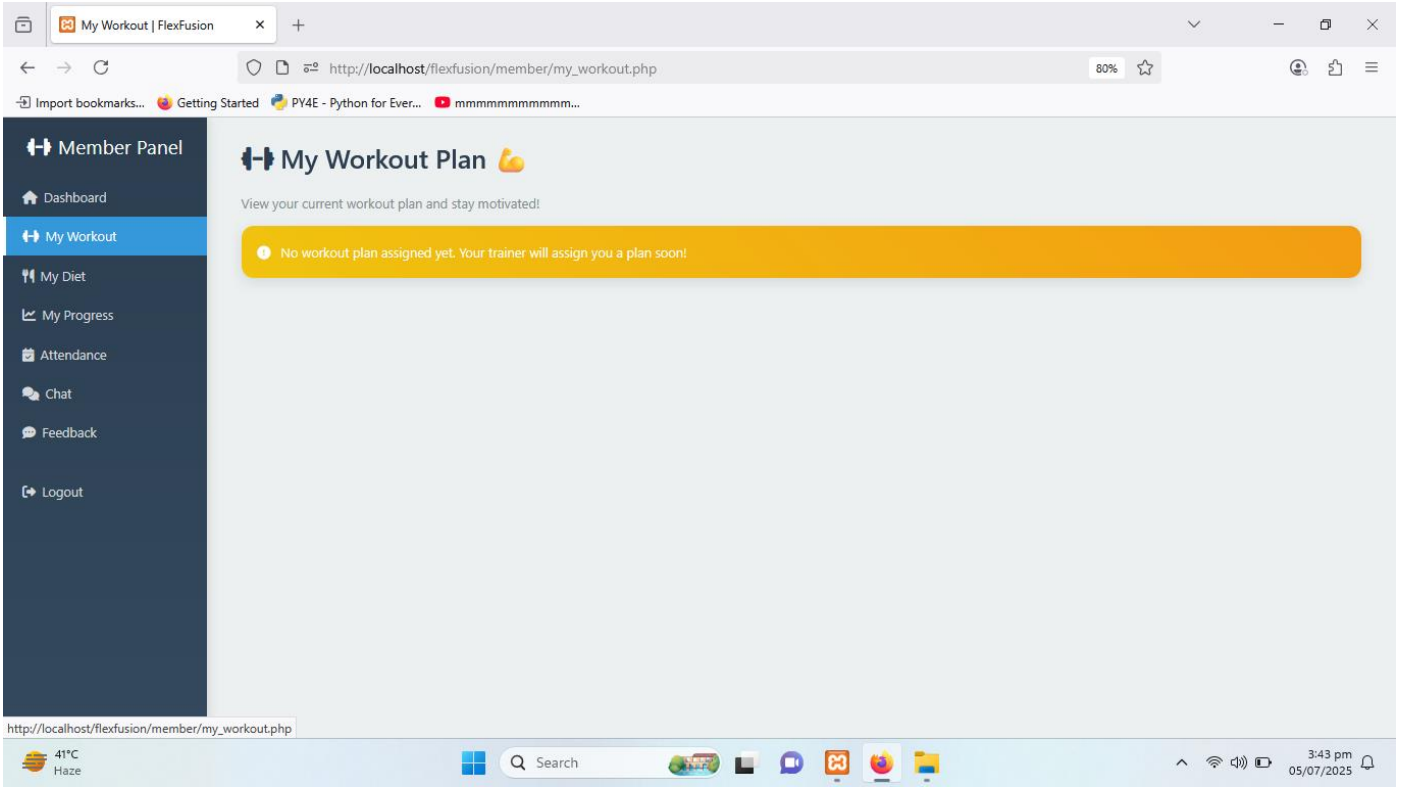 My Workout | FlexFusion
http://localhost/flexfusion/member/my_workout.php
80%
Import bookmarks... Getting Started PY4E - Python for Ever... mmmmmmmmmmm...
Member Panel
Dashboard
My Workout
My Diet
My Progress
Attendance
Chat
Feedback
Logout
My Workout Plan
View your current workout plan and stay motivated!
No workout plan assigned yet. Your trainer will assign you a plan soon!
http://localhost/flexfusion/member/my_workout.php
41°C
Haze
Search
3:43 pm
05/07/2025